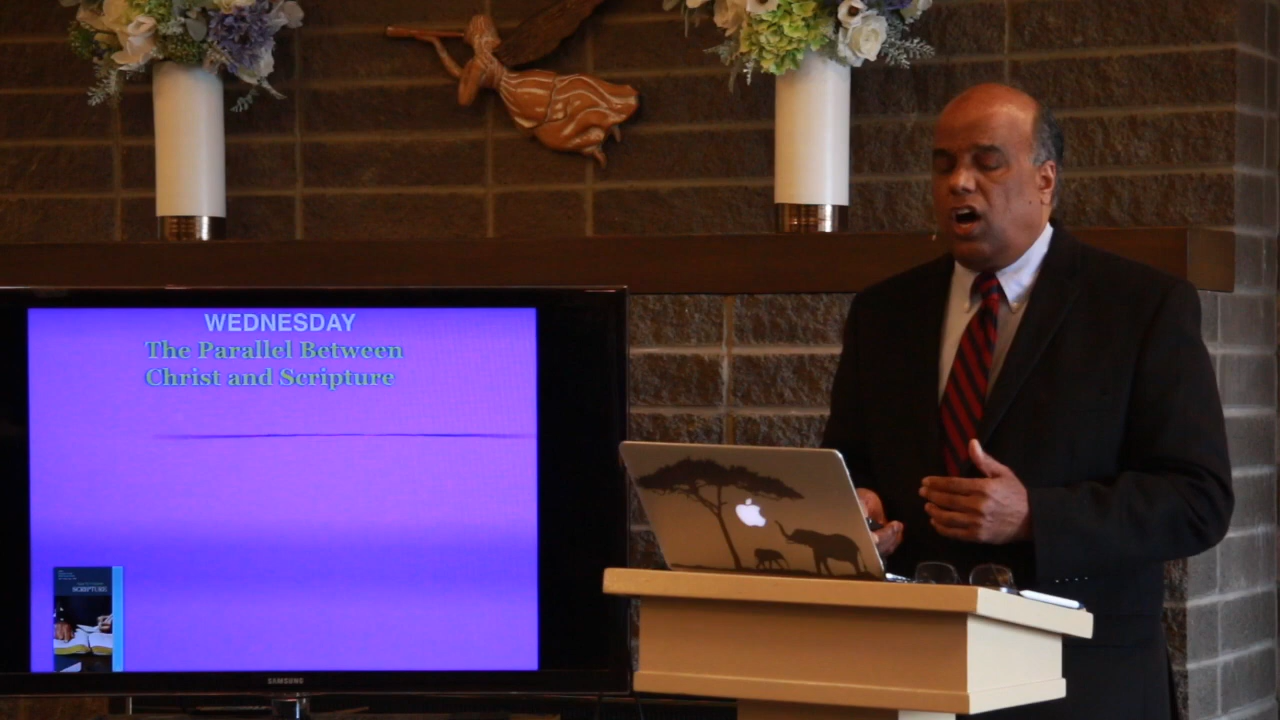 WEDNESDAY
The Parallel Between
Christ and Scripture
SCRIPTURE
SAMSUNG